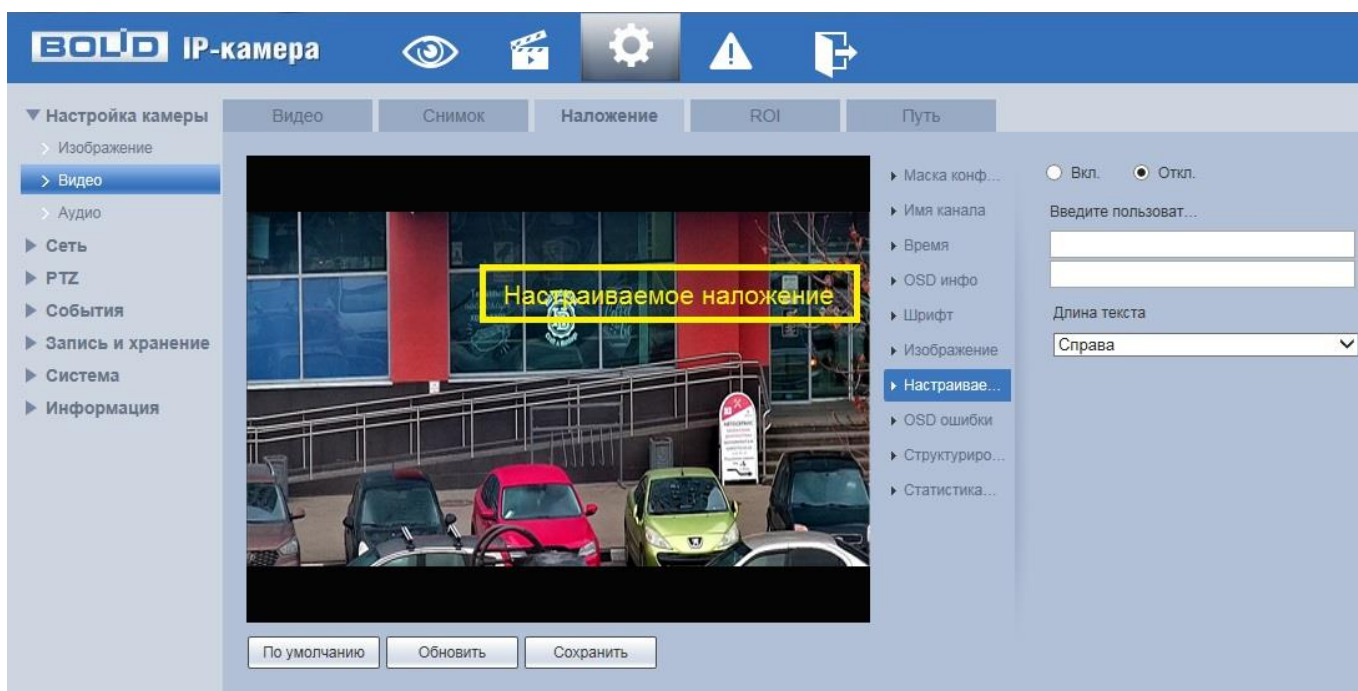 BOLID IP-камера
Настройка камеры
Изображение
Видео
Аудио
Сеть
PTZ
События
Запись и хранение
Система
Информация
Видео Снимок Наложение ROI Путь
Настраиваемое наложение
По умолчанию Обновить Сохранить
Маска конф...
Имя канала
Время
OSD инфо
Шрифт
Изображение
Настраивае...
OSD ошибки
Структуриро...
Статистика...
Вкл. Откл.
Введите пользоват...
Длина текста
Справа